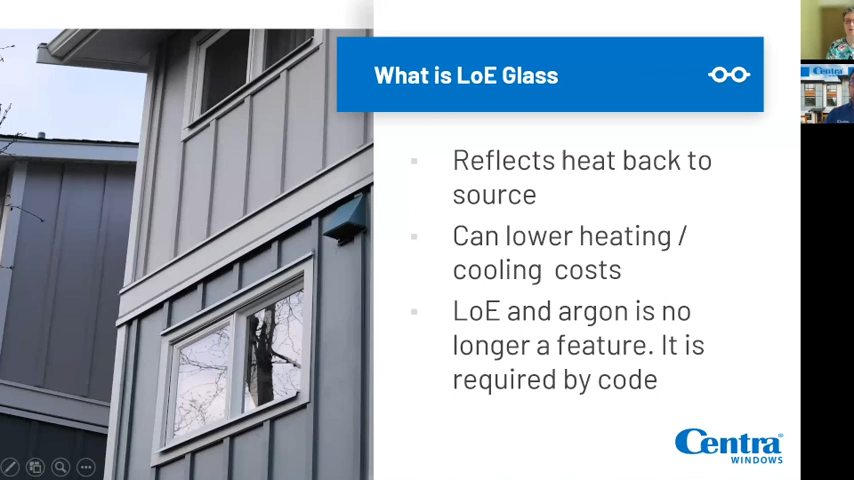 What is LoE Glass
Reflects heat back to
source
Can lower heating /
cooling costs
LoE and argon is no
longer a feature. It is
required by code
Centra
WINDOWS
Centra